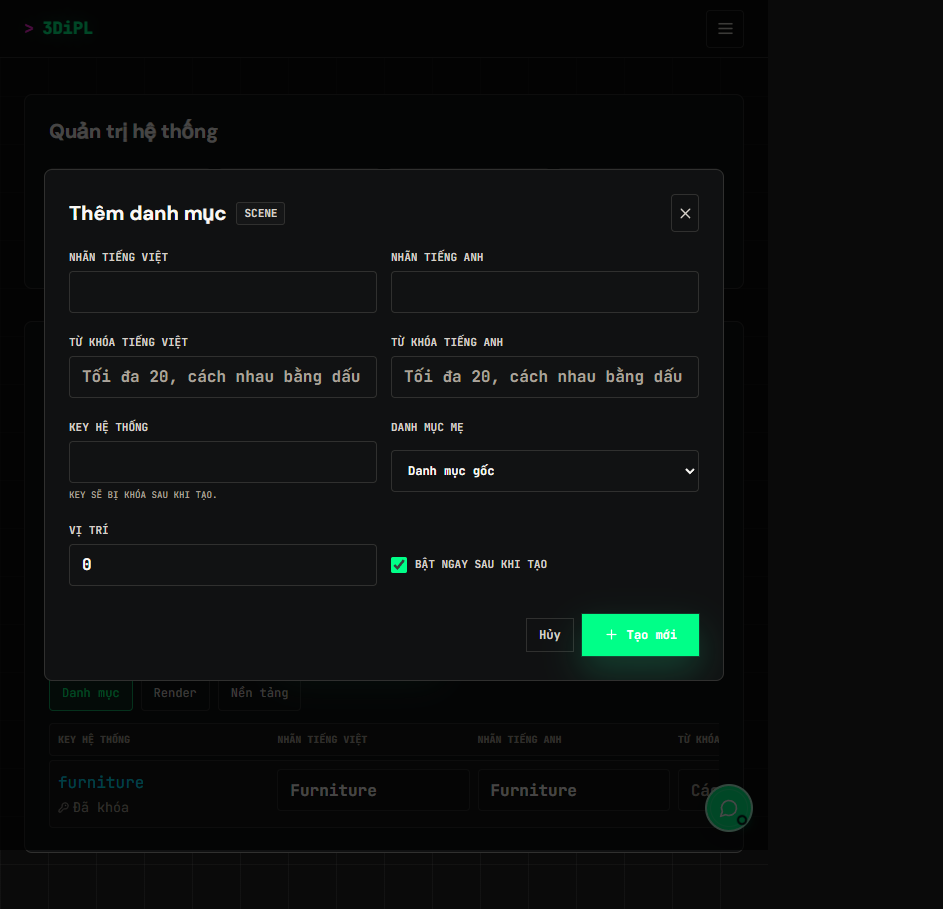 > 3DiPL
Quản trị hệ thống
Thêm danh mục SCENE
NHÃN TIẾNG VIỆT NHÃN TIẾNG ANH
TỪ KHÓA TIẾNG VIỆT TỪ KHÓA TIẾNG ANH
Tối đa 20, cách nhau bằng dấu Tối đa 20, cách nhau bằng dấu
KEY HỆ THỐNG DANH MỤC MẸ
Danh mục gốc
KEY SẼ BỊ KHÓA SAU KHI TẠO.
VỊ TRÍ
0 BẬT NGAY SAU KHI TẠO
Hủy + Tạo mới
Danh mục Render Nền tảng
KEY HỆ THỐNG NHÃN TIẾNG VIỆT NHÃN TIẾNG ANH TỪ KHÓA
furniture Furniture Furniture
Đã khóa